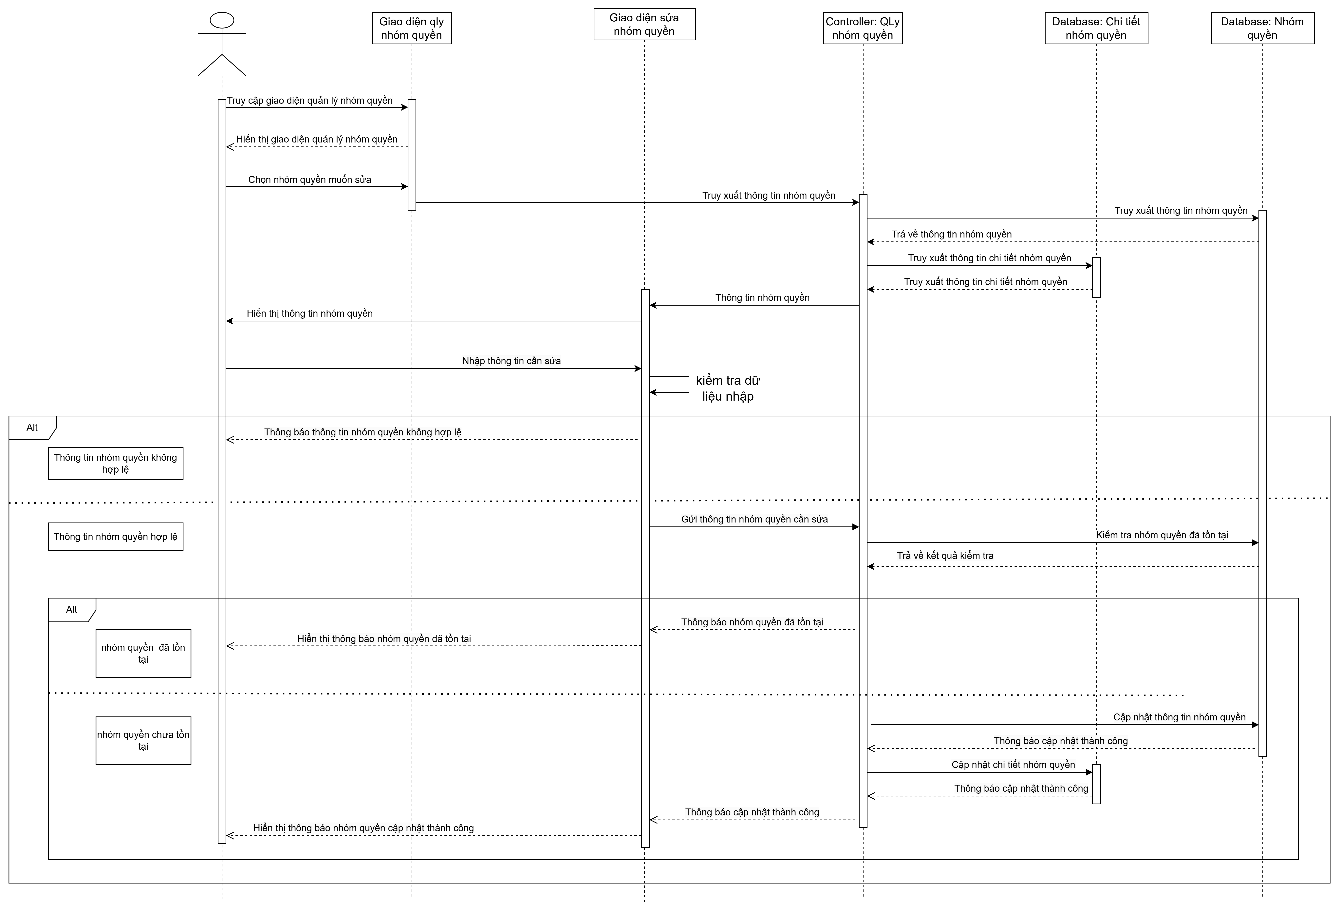 Giao diện qly
nhóm quyền
Giao diện sửa
nhóm quyền
Controller: QLy
nhóm quyền
Database: Chi tiết
nhóm quyền
Database: Nhóm
quyền
Truy cập giao diện quản lý nhóm quyền
Hiển thị giao diện quản lý nhóm quyền
Chọn nhóm quyền muốn sửa
Truy xuất thông tin nhóm quyền
Truy xuất thông tin nhóm quyền
Trả về thông tin nhóm quyền
Truy xuất thông tin chi tiết nhóm quyền
Truy xuất thông tin chi tiết nhóm quyền
Thông tin nhóm quyền
Hiển thị thông tin nhóm quyền
Nhập thông tin cần sửa
kiểm tra dữ
liệu nhập
Alt
Thông báo thông tin nhóm quyền không hợp lệ
Thông tin nhóm quyền không
hợp lệ
Gửi thông tin nhóm quyền cần sửa
Thông tin nhóm quyền hợp lệ
Kiểm tra nhóm quyền đã tồn tại
Trả về kết quả kiểm tra
Alt
Thông báo nhóm quyền đã tồn tại
Hiển thị thông báo nhóm quyền đã tồn tại
nhóm quyền đã tồn
tại
Cập nhật thông tin nhóm quyền
nhóm quyền chưa tồn
tại
Thông báo cập nhật thành công
Cập nhật chi tiết nhóm quyền
Thông báo cập nhật thành công
Thông báo cập nhật thành công
Hiển thị thông báo nhóm quyền cập nhật thành công